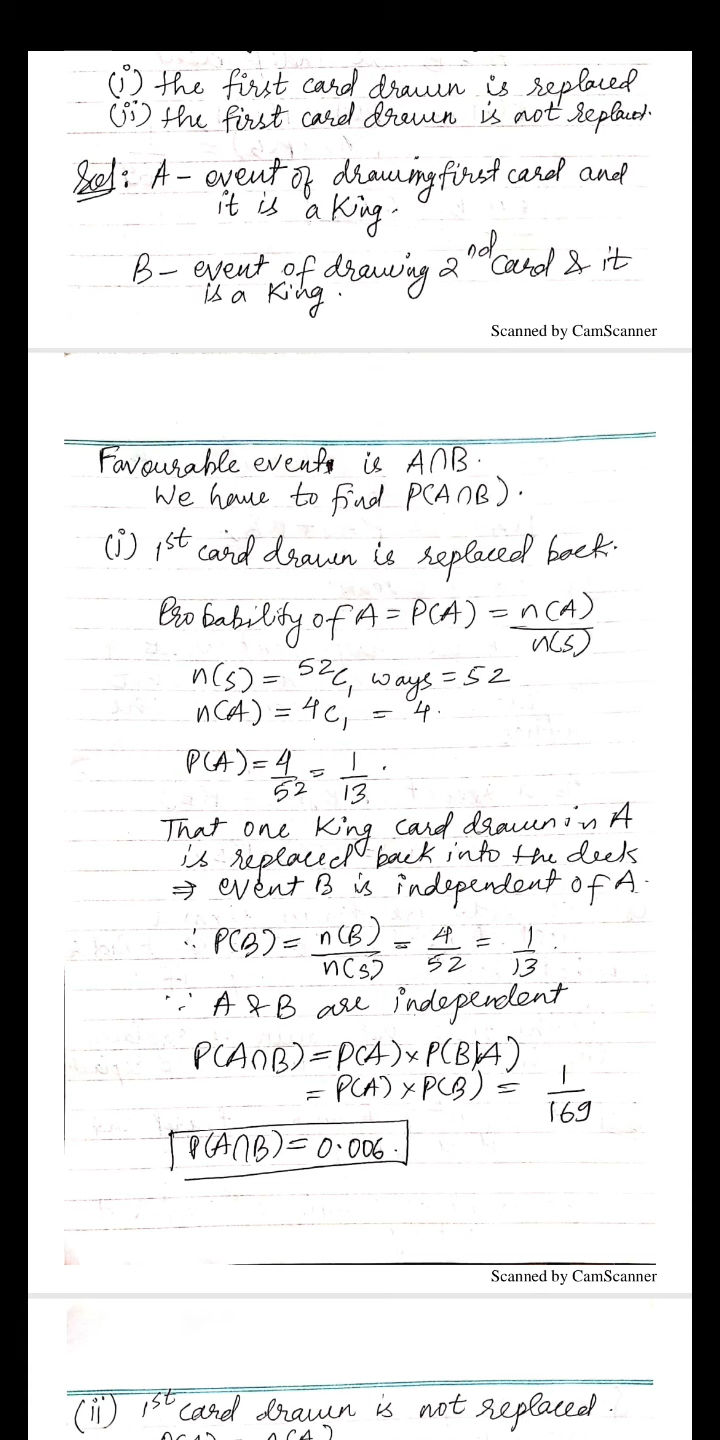 (i) the first card drawn is replaced
(ii) the first card drawn is not replaced.
Sol: A - event of drawing first card and
it is a King.
B - event of drawing 2nd card & it
is a King.
Scanned by CamScanner
Favourable events is A∩B.
We have to find P(A∩B).
(i) 1st card drawn is replaced back.
Probability of A = P(A) = n(A)/n(S)
n(S) = 52C1 ways = 52
n(A) = 4C1 = 4.
P(A) = 4/52 = 1/13.
That one King card drawn in A
is replaced back into the deck
⇒ event B is independent of A.
∴ P(B) = n(B)/n(S) = 4/52 = 1/13.
∵ A & B are independent
P(A∩B) = P(A) × P(B|A)
= P(A) × P(B) = 1/169
P(A∩B) = 0.006.
Scanned by CamScanner
(ii) 1st card drawn is not replaced.